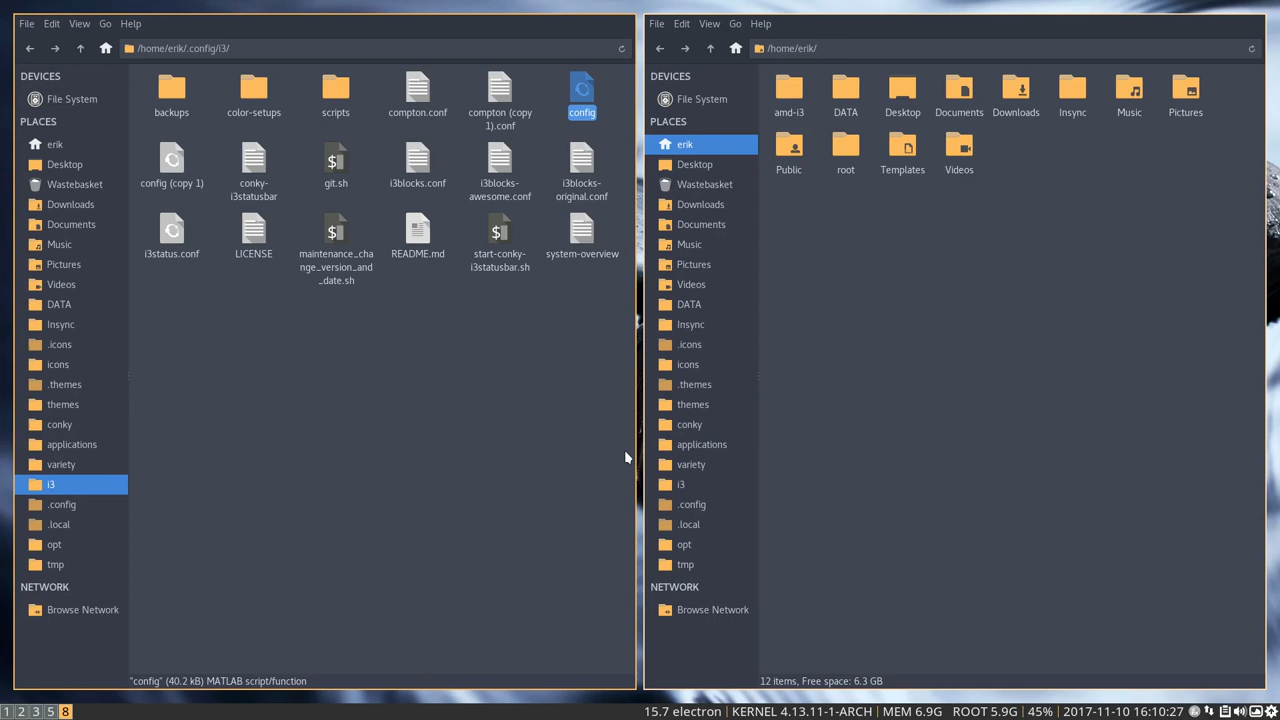 File Edit View Go Help
/home/erik/.config/i3/
DEVICES
File System
PLACES
erik
Desktop
Wastebasket
Downloads
Documents
Music
Pictures
Videos
DATA
Insync
.icons
icons
.themes
themes
conky
applications
variety
i3
.config
.local
opt
tmp
NETWORK
Browse Network
backups
color-setups
scripts
compton.conf
compton (copy
1).conf
config
config (copy 1)
conky-
i3statusbar
git.sh
i3blocks.conf
i3blocks-
awesome.conf
i3blocks-
original.conf
i3status.conf
LICENSE
maintenance_cha
nge_version_and
_date.sh
README.md
start-conky-
i3statusbar.sh
system-overview
"config" (40.2 kB) MATLAB script/function
File Edit View Go Help
/home/erik/
DEVICES
File System
PLACES
erik
Desktop
Wastebasket
Downloads
Documents
Music
Pictures
Videos
DATA
Insync
.icons
icons
.themes
themes
conky
applications
variety
i3
.config
.local
opt
tmp
NETWORK
Browse Network
amd-i3
DATA
Desktop
Documents
Downloads
Insync
Music
Pictures
Public
root
Templates
Videos
12 items, Free space: 6.3 GB
1 2 3 5 8
15.7 electron | KERNEL 4.13.11-1-ARCH | MEM 6.9G | ROOT 5.9G | 45% | 2017-11-10 16:10:27